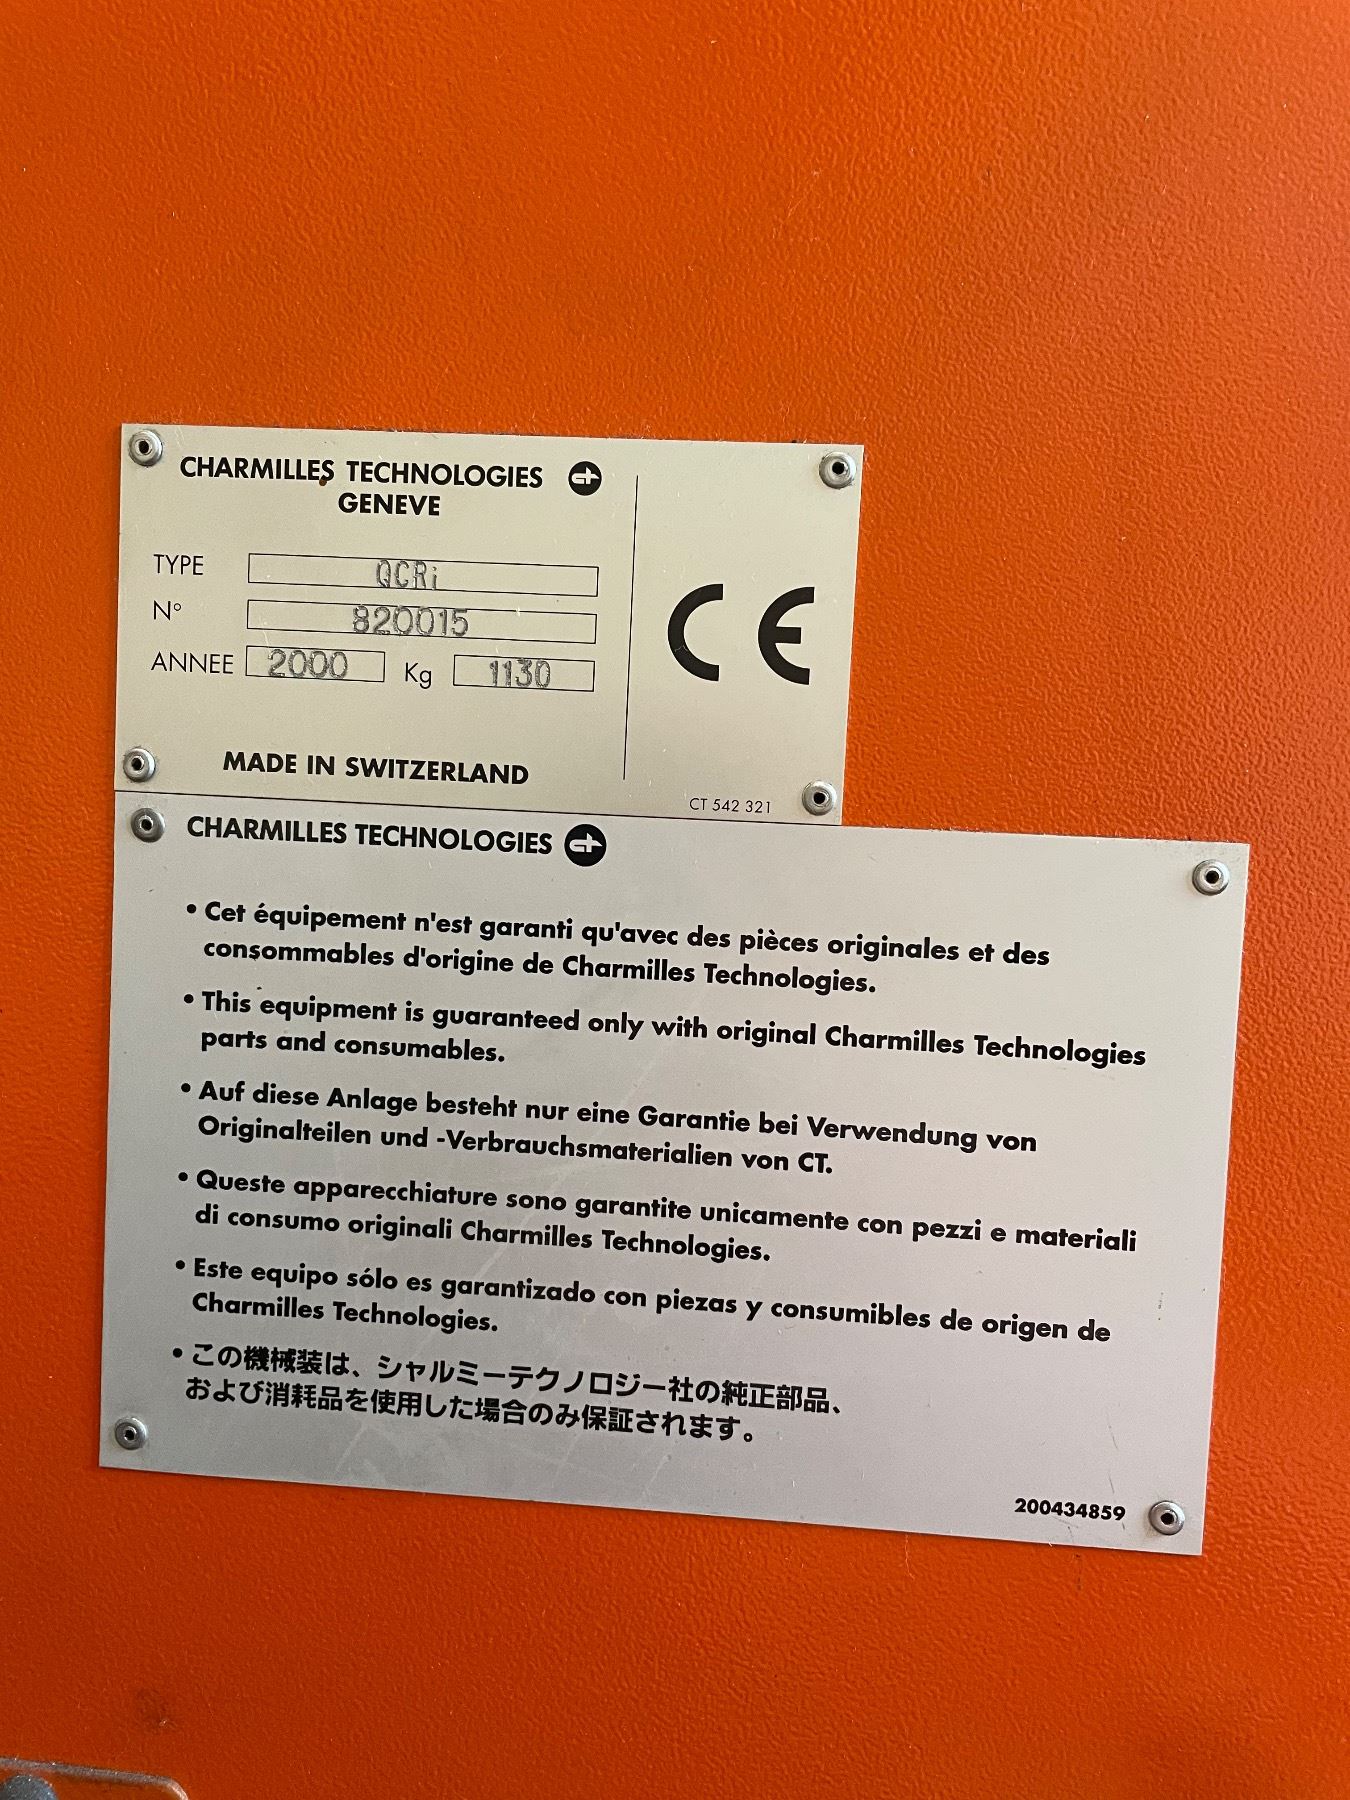 CHARMILLES TECHNOLOGIES
GENEVE
TYPE QCRi
N° 820015
ANNEE 2000 Kg 1130
MADE IN SWITZERLAND
CE
CT 542 321
CHARMILLES TECHNOLOGIES
• Cet équipement n'est garanti qu'avec des pièces originales et des
consommables d'origine de Charmilles Technologies.
• This equipment is guaranteed only with original Charmilles Technologies
parts and consumables.
• Auf diese Anlage besteht nur eine Garantie bei Verwendung von
Originalteilen und -Verbrauchsmaterialien von CT.
• Queste apparecchiature sono garantite unicamente con pezzi e materiali
di consumo originali Charmilles Technologies.
• Este equipo sólo es garantizado con piezas y consumibles de origen de
Charmilles Technologies.
• この機械装は、シャルミーテクノロジー社の純正部品、
および消耗品を使用した場合のみ保証されます。
200434859